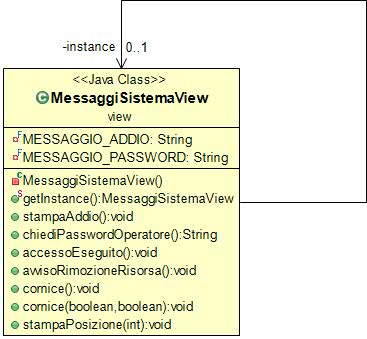 -instance 0..1
<<Java Class>>
C MessaggiSistemaView
view
F MESSAGGIO_ADDIO: String
F MESSAGGIO_PASSWORD: String
C MessaggiSistemaView()
S getInstance():MessaggiSistemaView
stampaAddio():void
chiediPasswordOperatore():String
accessoEseguito():void
avvisoRimozioneRisorsa():void
cornice():void
cornice(boolean,boolean):void
stampaPosizione(int):void